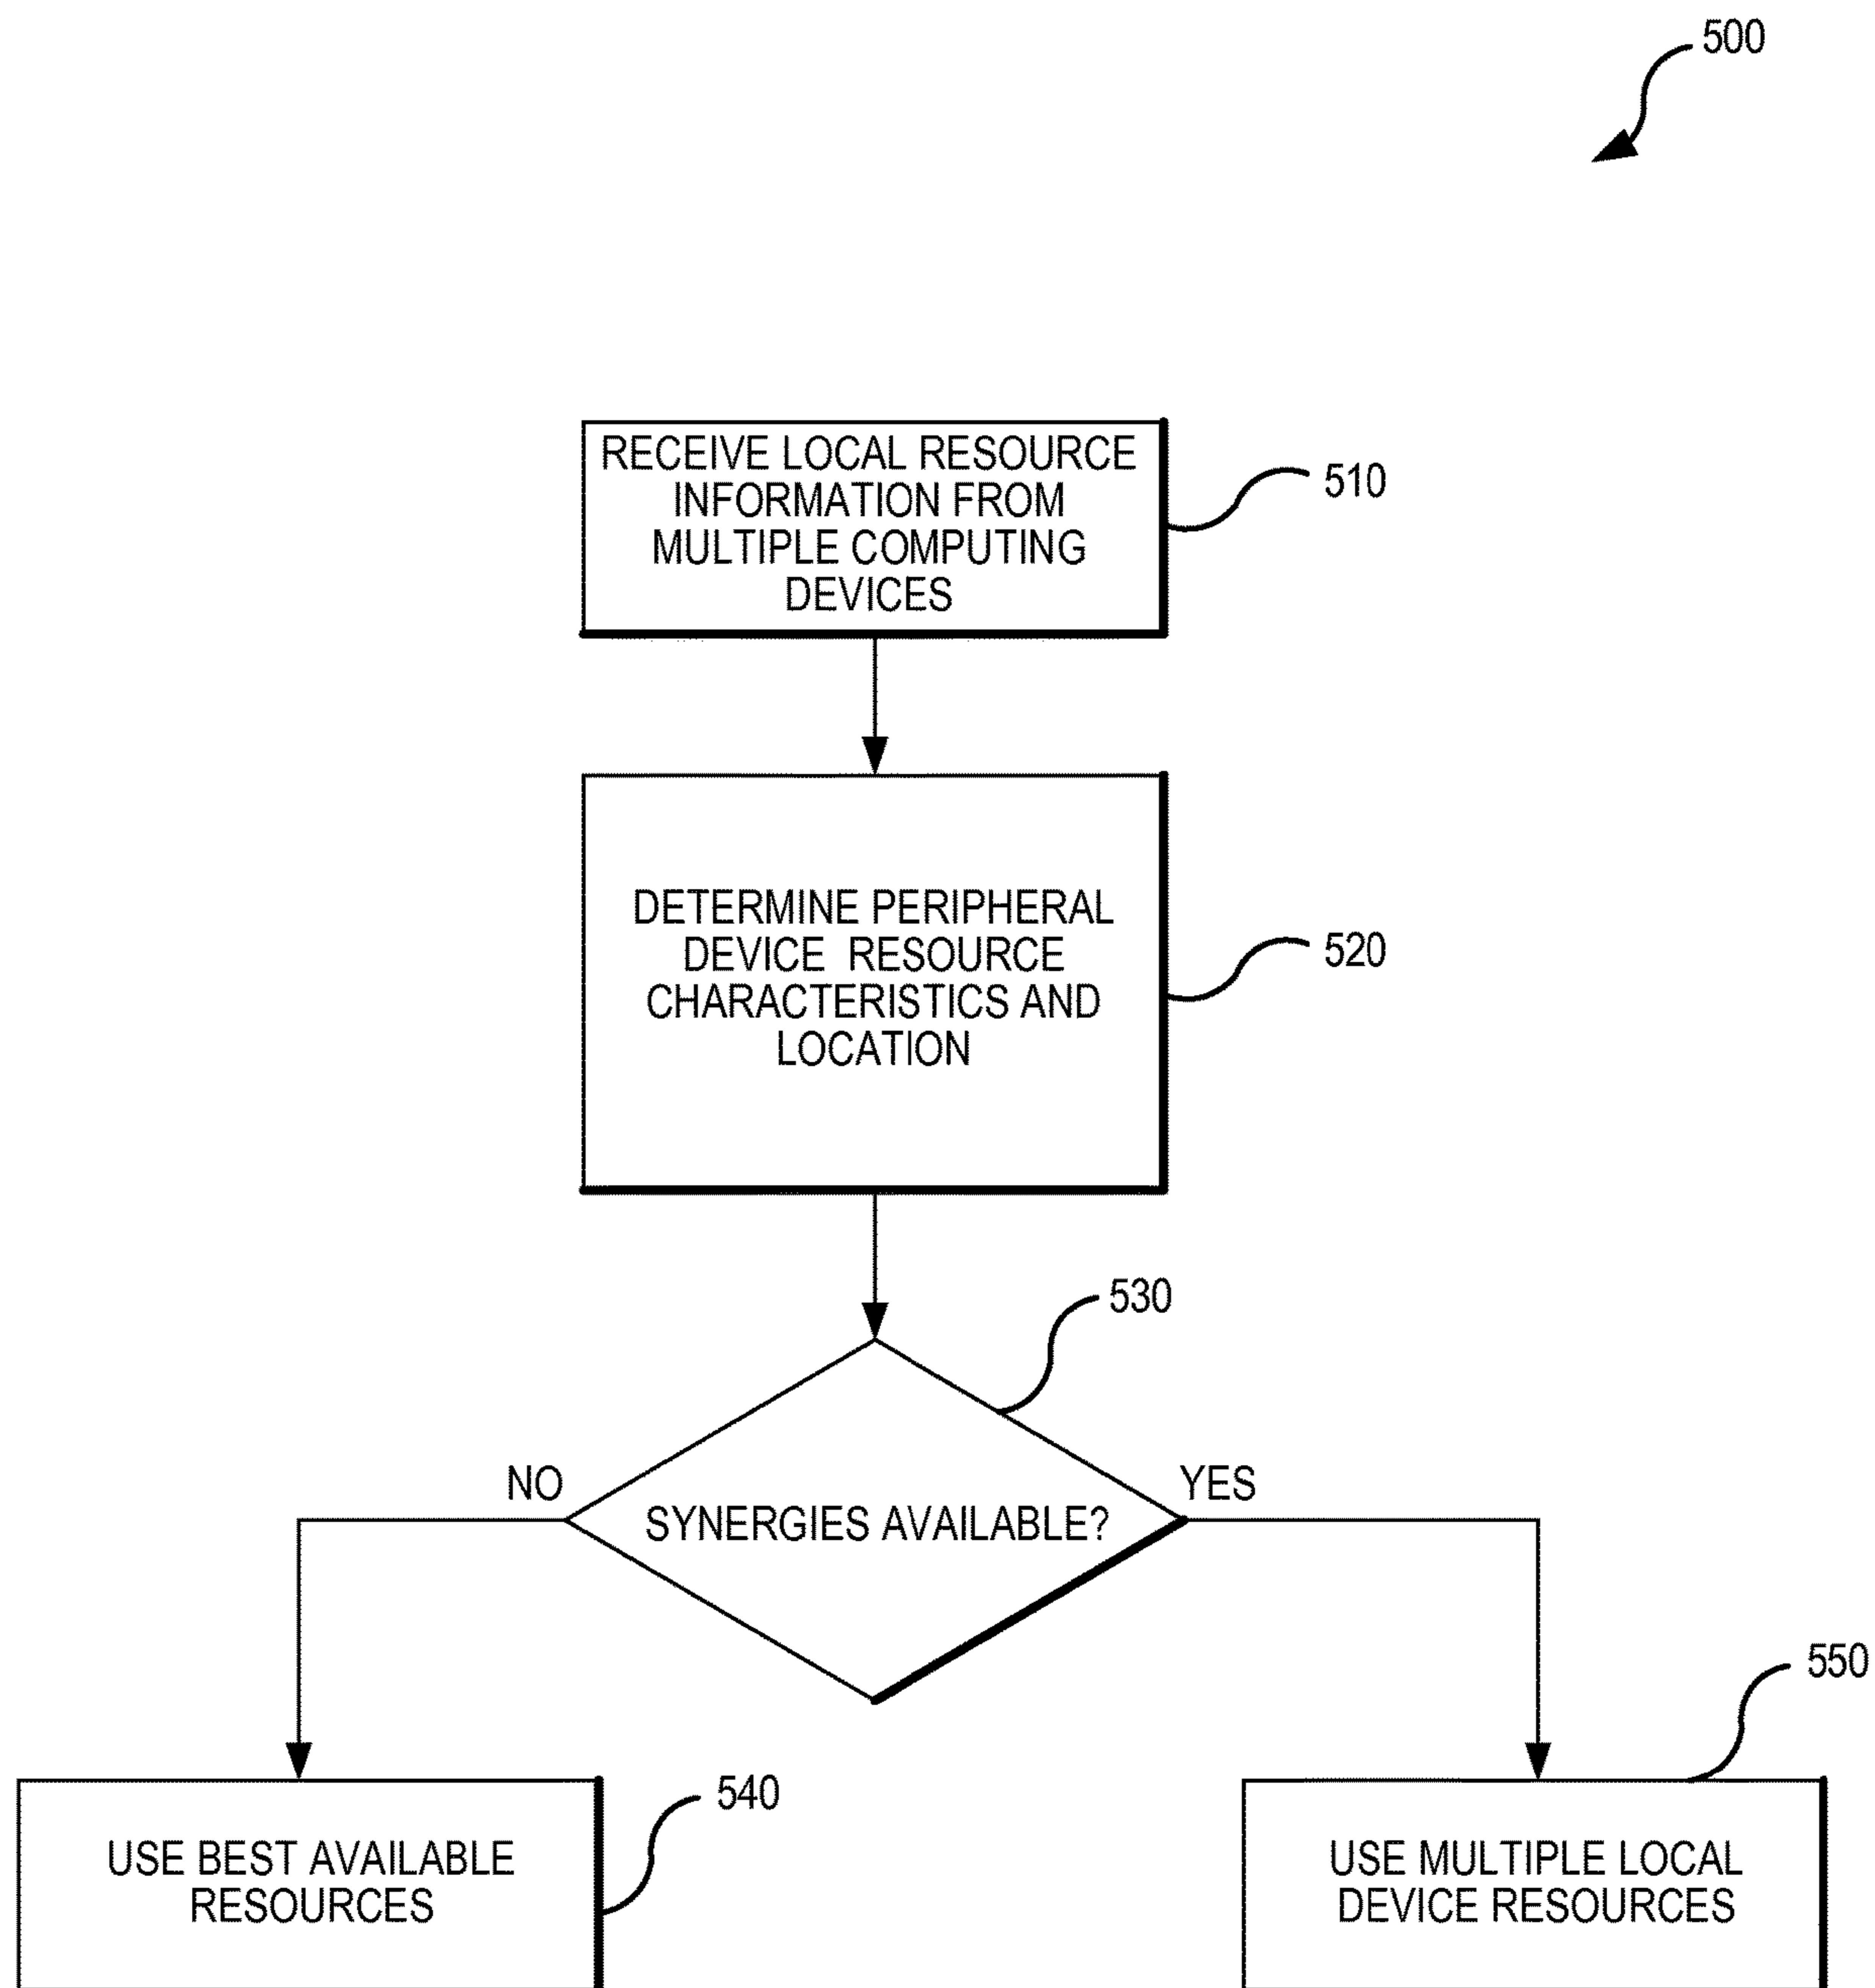 500
RECEIVE LOCAL RESOURCE
INFORMATION FROM
MULTIPLE COMPUTING
DEVICES
510
DETERMINE PERIPHERAL
DEVICE RESOURCE
CHARACTERISTICS AND
LOCATION
520
530
NO
YES
SYNERGIES AVAILABLE?
550
540
USE BEST AVAILABLE
RESOURCES
USE MULTIPLE LOCAL
DEVICE RESOURCES